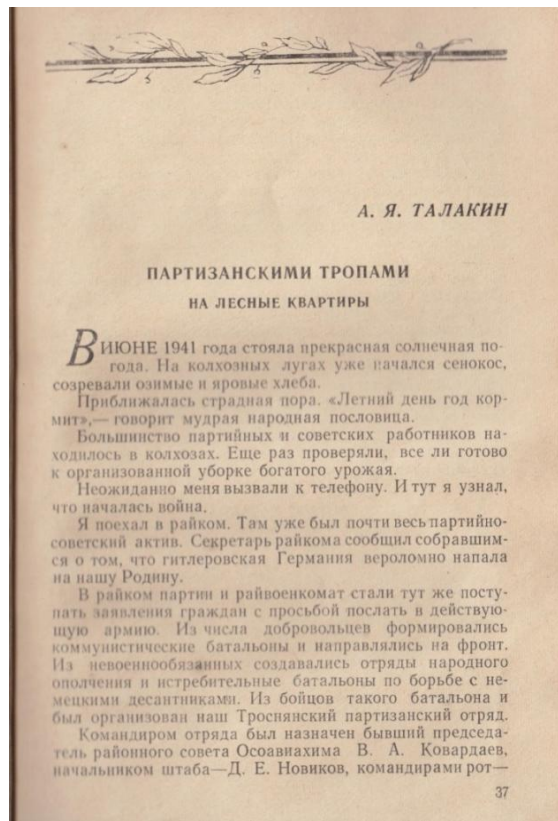 А. Я. ТАЛАКИН
ПАРТИЗАНСКИМИ ТРОПАМИ
НА ЛЕСНЫЕ КВАРТИРЫ
В ИЮНЕ 1941 года стояла прекрасная солнечная по-
года. На колхозных лугах уже начался сенокос,
созревали озимые и яровые хлеба.
Приближалась страдная пора. «Летний день год кор-
мит»,— говорит мудрая народная пословица.
Большинство партийных и советских работников на-
ходилось в колхозах. Еще раз проверяли, все ли готово
к организованной уборке богатого урожая.
Неожиданно меня вызвали к телефону. И тут я узнал,
что началась война.
Я поехал в райком. Там уже был почти весь партийно-
советский актив. Секретарь райкома сообщил собравшим-
ся о том, что гитлеровская Германия вероломно напала
на нашу Родину.
В райком партии и райвоенкомат стали тут же посту-
пать заявления граждан с просьбой послать в действую-
щую армию. Из числа добровольцев формировались
коммунистические батальоны и направлялись на фронт.
Из невоеннообязанных создавались отряды народного
ополчения и истребительные батальоны по борьбе с не-
мецкими десантниками. Из бойцов такого батальона и
был организован наш Троснянский партизанский отряд.
Командиром отряда был назначен бывший председа-
тель районного совета Осоавиахима В. А. Ковардаев,
начальником штаба—Д. Е. Новиков, командирами рот—
37